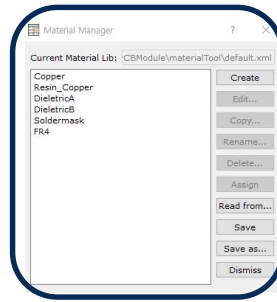 Material Manager
Current Material Lib: 'CBModule\materialTool\default.xml
Copper
Resin_Copper
DieletricA
DieletricB
Soldermask
FR4
Create
Edit...
Copy...
Rename...
Delete...
Assign
Read from...
Save
Save as...
Dismiss